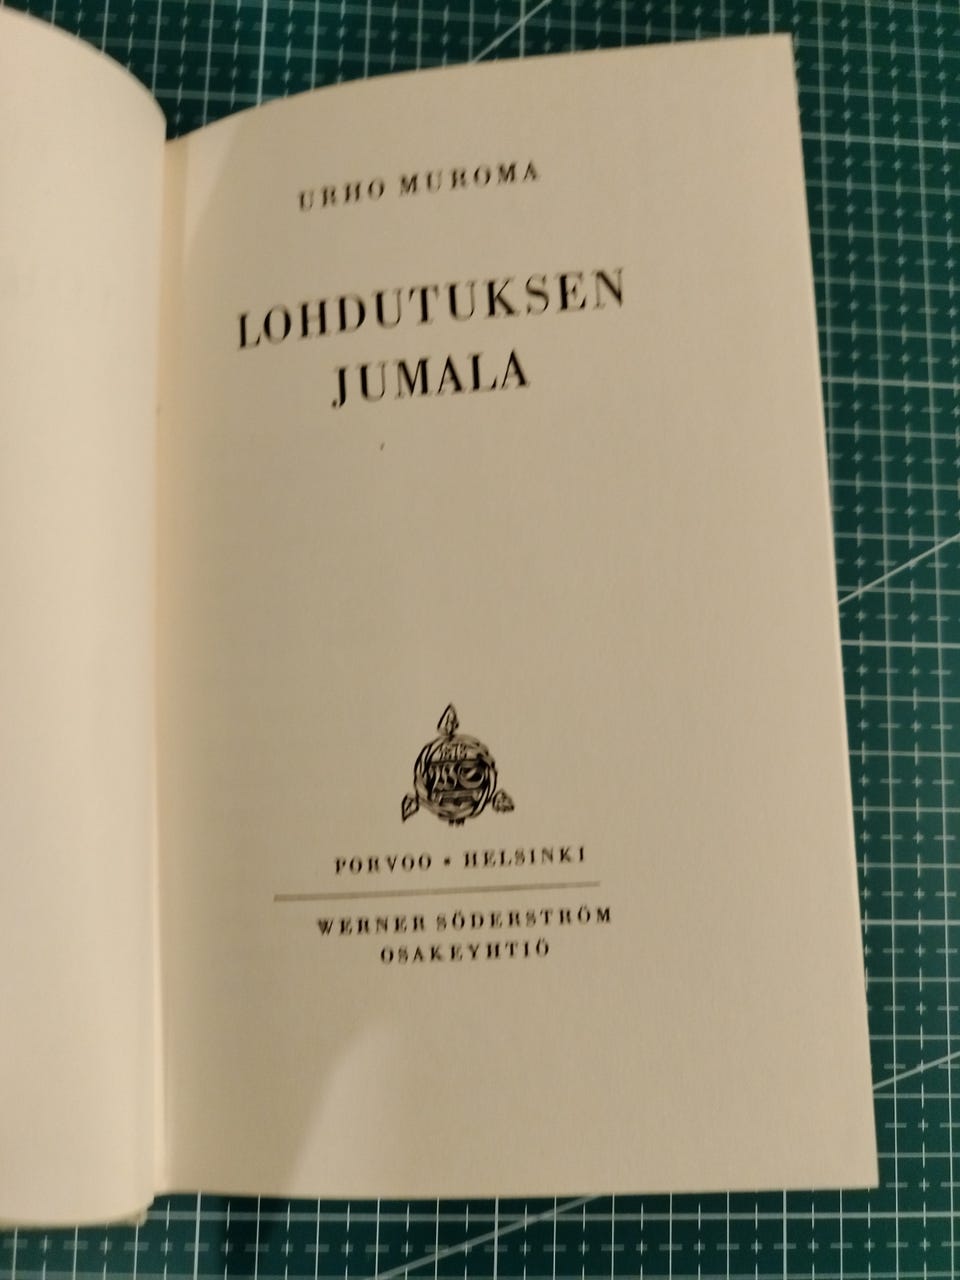 URHO MUROMA
LOHDUTUKSEN
JUMALA
PORVOO • HELSINKI
WERNER SÖDERSTRÖM
OSAKEYHTIÖ